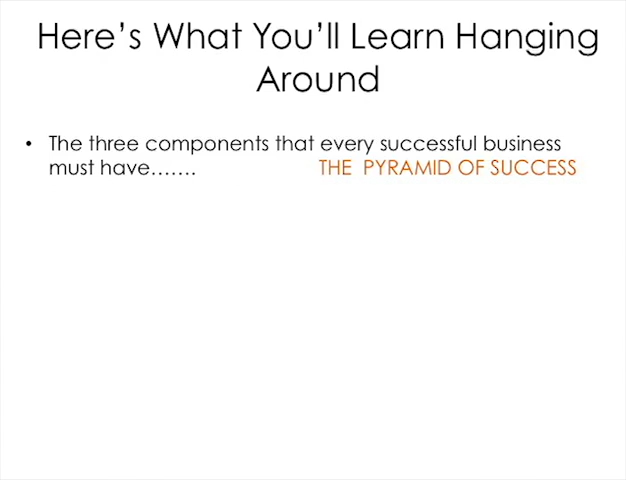 Here's What You'll Learn Hanging
Around
• The three components that every successful business
must have……. THE  PYRAMID OF SUCCESS